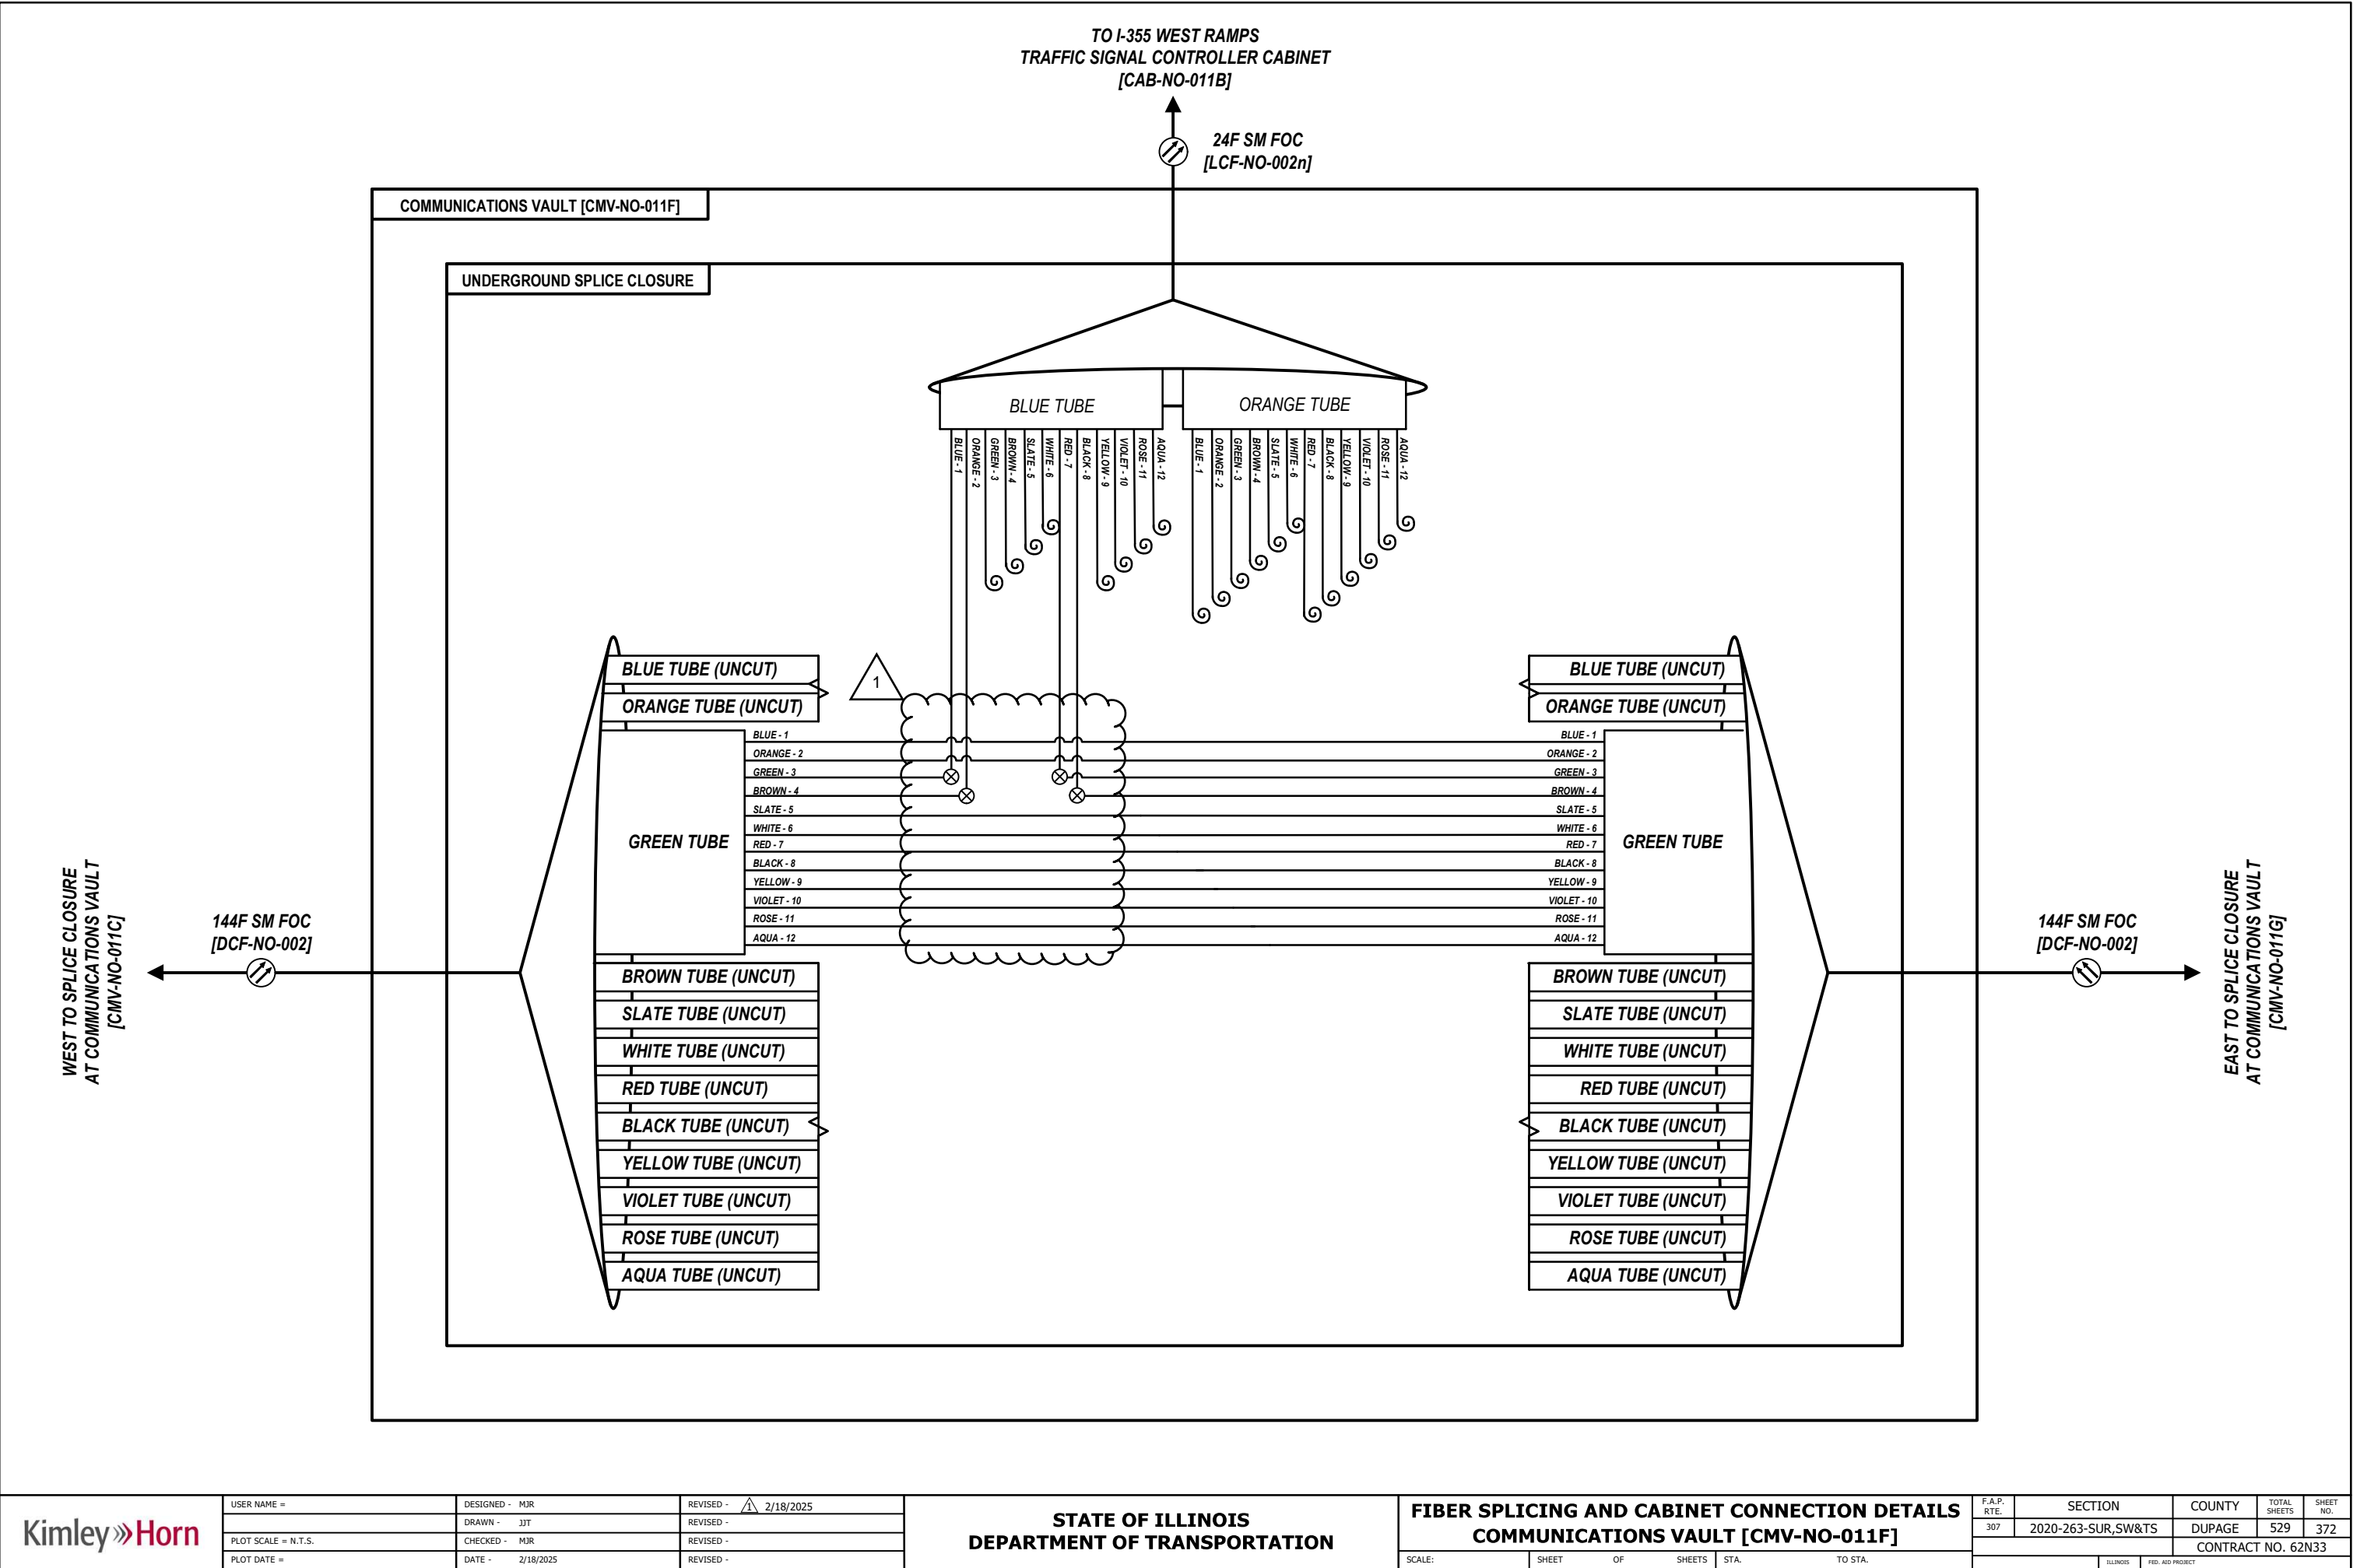 TO I-355 WEST RAMPS
TRAFFIC SIGNAL CONTROLLER CABINET
[CAB-NO-011B]
24F SM FOC
[LCF-NO-002n]
COMMUNICATIONS VAULT [CMV-NO-011F]
UNDERGROUND SPLICE CLOSURE
BLUE TUBE
ORANGE TUBE
BLUE - 1
ORANGE - 2
GREEN - 3
BROWN - 4
SLATE - 5
WHITE - 6
RED - 7
BLACK - 8
YELLOW - 9
VIOLET - 10
ROSE - 11
AQUA - 12
BLUE - 1
ORANGE - 2
GREEN - 3
BROWN - 4
SLATE - 5
WHITE - 6
RED - 7
BLACK - 8
YELLOW - 9
VIOLET - 10
ROSE - 11
AQUA - 12
BLUE TUBE (UNCUT)
ORANGE TUBE (UNCUT)
1
BLUE TUBE (UNCUT)
ORANGE TUBE (UNCUT)
GREEN TUBE
BLUE - 1
ORANGE - 2
GREEN - 3
BROWN - 4
SLATE - 5
WHITE - 6
RED - 7
BLACK - 8
YELLOW - 9
VIOLET - 10
ROSE - 11
AQUA - 12
BLUE - 1
ORANGE - 2
GREEN - 3
BROWN - 4
SLATE - 5
WHITE - 6
RED - 7
BLACK - 8
YELLOW - 9
VIOLET - 10
ROSE - 11
AQUA - 12
GREEN TUBE
WEST TO SPLICE CLOSURE
AT COMMUNICATIONS VAULT
[CMV-NO-011C]
144F SM FOC
[DCF-NO-002]
144F SM FOC
[DCF-NO-002]
EAST TO SPLICE CLOSURE
AT COMMUNICATIONS VAULT
[CMV-NO-011G]
BROWN TUBE (UNCUT)
SLATE TUBE (UNCUT)
WHITE TUBE (UNCUT)
RED TUBE (UNCUT)
BLACK TUBE (UNCUT)
YELLOW TUBE (UNCUT)
VIOLET TUBE (UNCUT)
ROSE TUBE (UNCUT)
AQUA TUBE (UNCUT)
BROWN TUBE (UNCUT)
SLATE TUBE (UNCUT)
WHITE TUBE (UNCUT)
RED TUBE (UNCUT)
BLACK TUBE (UNCUT)
YELLOW TUBE (UNCUT)
VIOLET TUBE (UNCUT)
ROSE TUBE (UNCUT)
AQUA TUBE (UNCUT)
Kimley»Horn
USER NAME =
PLOT SCALE = N.T.S.
PLOT DATE =
DESIGNED - MJR
DRAWN - JJT
CHECKED - MJR
DATE - 2/18/2025
REVISED - 1 2/18/2025
REVISED -
REVISED -
REVISED -
STATE OF ILLINOIS
DEPARTMENT OF TRANSPORTATION
FIBER SPLICING AND CABINET CONNECTION DETAILS
COMMUNICATIONS VAULT [CMV-NO-011F]
SCALE: SHEET OF SHEETS STA. TO STA.
F.A.P. RTE.
307
SECTION
2020-263-SUR,SW&TS
COUNTY
DUPAGE
TOTAL SHEETS
529
SHEET NO.
372
CONTRACT NO. 62N33
ILLINOIS FED. AID PROJECT